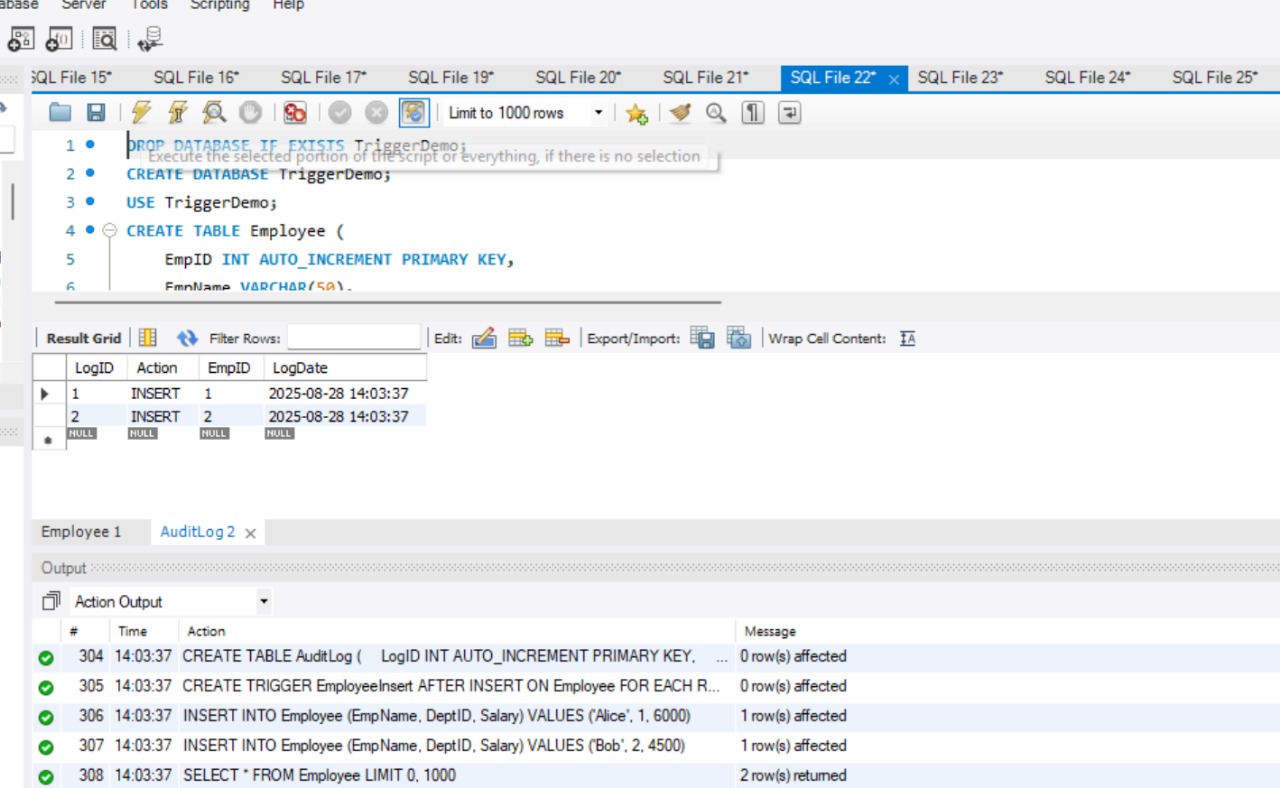 abase Server Tools Scripting Help
SQL File 15* SQL File 16* SQL File 17* SQL File 19* SQL File 20* SQL File 21* SQL File 22* SQL File 23* SQL File 24* SQL File 25*
Limit to 1000 rows
1 DROP DATABASE IF EXISTS TriggerDemo;
Execute the selected portion of the script or everything, if there is no selection
2 CREATE DATABASE TriggerDemo;
3 USE TriggerDemo;
4 CREATE TABLE Employee (
5 EmpID INT AUTO_INCREMENT PRIMARY KEY,
6 EmpName VARCHAR(50),
Result Grid Filter Rows: Edit: Export/Import: Wrap Cell Content: IA
LogID Action EmpID LogDate
1 INSERT 1 2025-08-28 14:03:37
2 INSERT 2 2025-08-28 14:03:37
NULL NULL NULL NULL
Employee 1 AuditLog 2
Output
Action Output
# Time Action Message
304 14:03:37 CREATE TABLE AuditLog ( LogID INT AUTO_INCREMENT PRIMARY KEY, ... 0 row(s) affected
305 14:03:37 CREATE TRIGGER EmployeeInsert AFTER INSERT ON Employee FOR EACH R... 0 row(s) affected
306 14:03:37 INSERT INTO Employee (EmpName, DeptID, Salary) VALUES ('Alice', 1, 6000) 1 row(s) affected
307 14:03:37 INSERT INTO Employee (EmpName, DeptID, Salary) VALUES ('Bob', 2, 4500) 1 row(s) affected
308 14:03:37 SELECT * FROM Employee LIMIT 0, 1000 2 row(s) returned